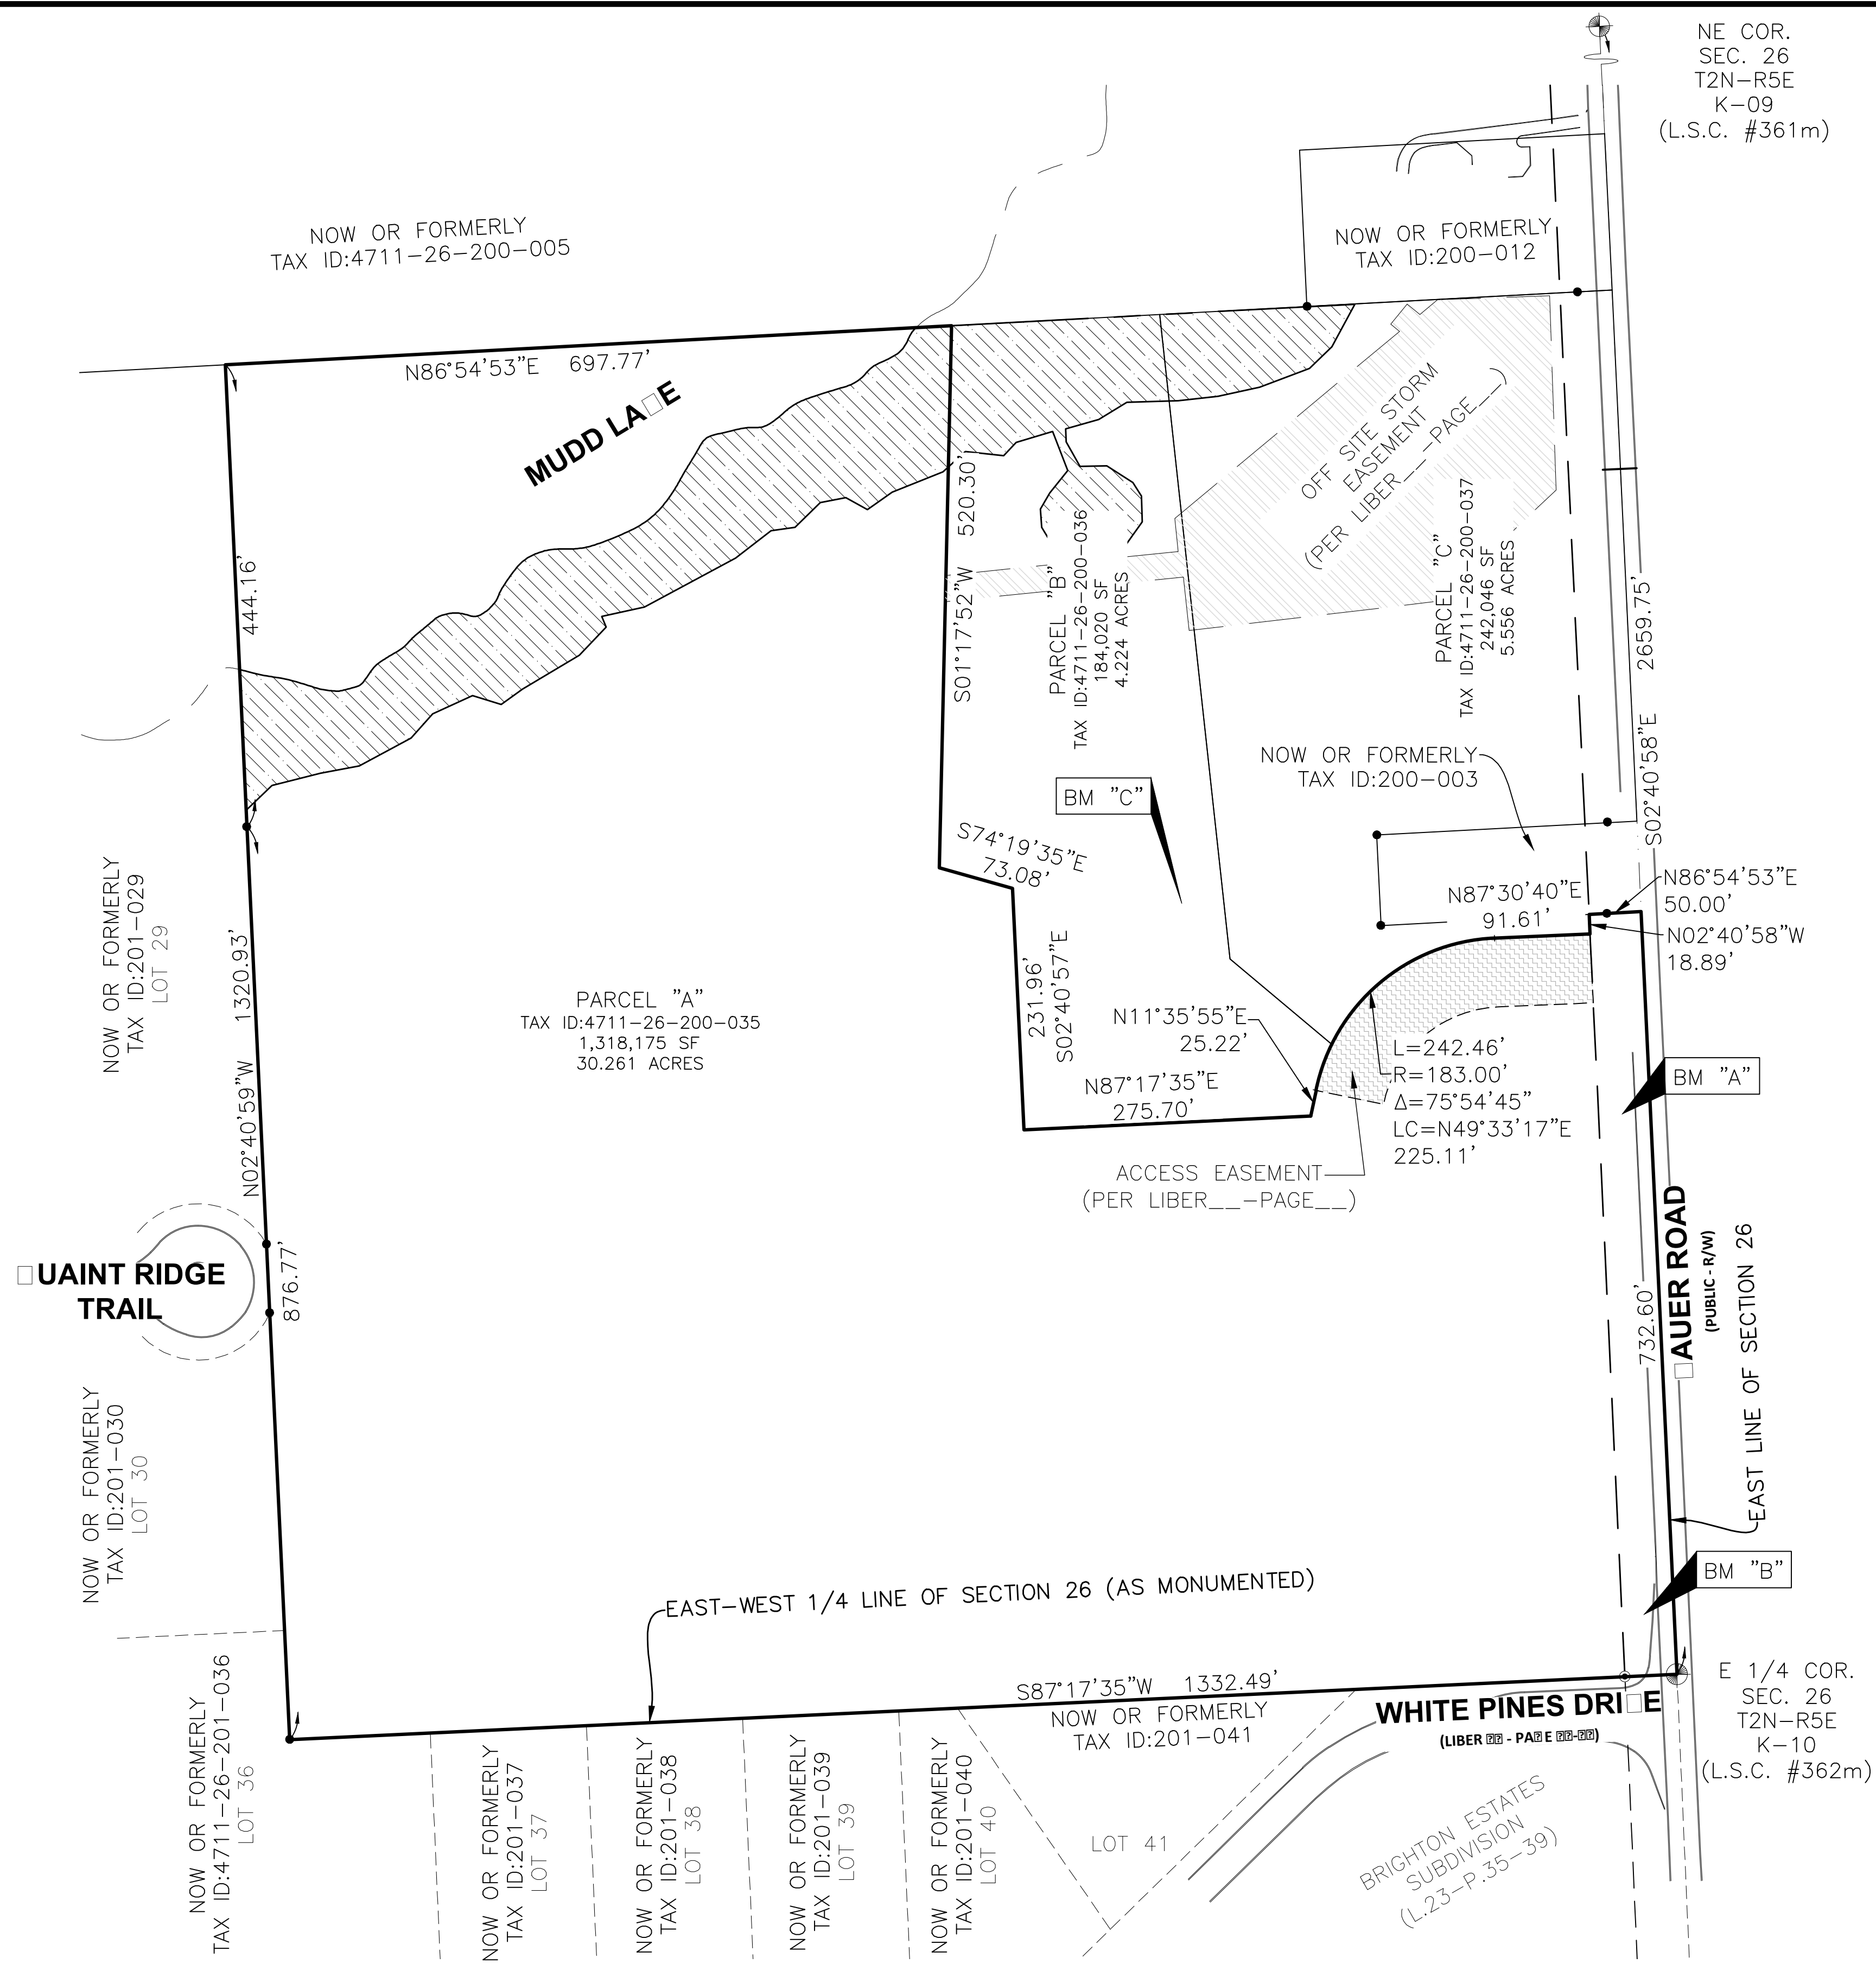 NE COR.
SEC. 26
T2N-R5E
K-09
(L.S.C. #361m)
NOW OR FORMERLY
TAX ID:4711-26-200-005
NOW OR FORMERLY
TAX ID:200-012
N86°54'53"E 697.77'
MUDD LA□E
OFF SITE STORM
EASEMENT
(PER LIBER__-PAGE__)
444.16'
S01°17'52"W 520.30'
PARCEL "B"
TAX ID:4711-26-200-036
184,020 SF
4.224 ACRES
PARCEL "C"
TAX ID:4711-26-200-037
242,046 SF
5.556 ACRES
S02°40'58"E 2659.75'
NOW OR FORMERLY
TAX ID:200-003
BM "C"
S74°19'35"E
73.08'
NOW OR FORMERLY
TAX ID:201-029
LOT 29
N02°40'59"W 1320.93'
N87°30'40"E
91.61'
N86°54'53"E
50.00'
N02°40'58"W
18.89'
231.96'
S02°40'57"E
PARCEL "A"
TAX ID:4711-26-200-035
1,318,175 SF
30.261 ACRES
N11°35'55"E
25.22'
L=242.46'
R=183.00'
Δ=75°54'45"
LC=N49°33'17"E
225.11'
N87°17'35"E
275.70'
BM "A"
ACCESS EASEMENT
(PER LIBER__-PAGE__)
□UAINT RIDGE
TRAIL
876.77'
732.60'
□AUER ROAD
(PUBLIC - R/W)
EAST LINE OF SECTION 26
NOW OR FORMERLY
TAX ID:201-030
LOT 30
BM "B"
EAST-WEST 1/4 LINE OF SECTION 26 (AS MONUMENTED)
S87°17'35"W 1332.49'
NOW OR FORMERLY
TAX ID:201-041
WHITE PINES DRI□E
(LIBER ⍰⍰ - PA⍰E ⍰⍰-⍰⍰)
E 1/4 COR.
SEC. 26
T2N-R5E
K-10
(L.S.C. #362m)
NOW OR FORMERLY
TAX ID:4711-26-201-036
LOT 36
NOW OR FORMERLY
TAX ID:201-037
LOT 37
NOW OR FORMERLY
TAX ID:201-038
LOT 38
NOW OR FORMERLY
TAX ID:201-039
LOT 39
NOW OR FORMERLY
TAX ID:201-040
LOT 40
LOT 41
BRIGHTON ESTATES
SUBDIVISION
(L.23-P.35-39)